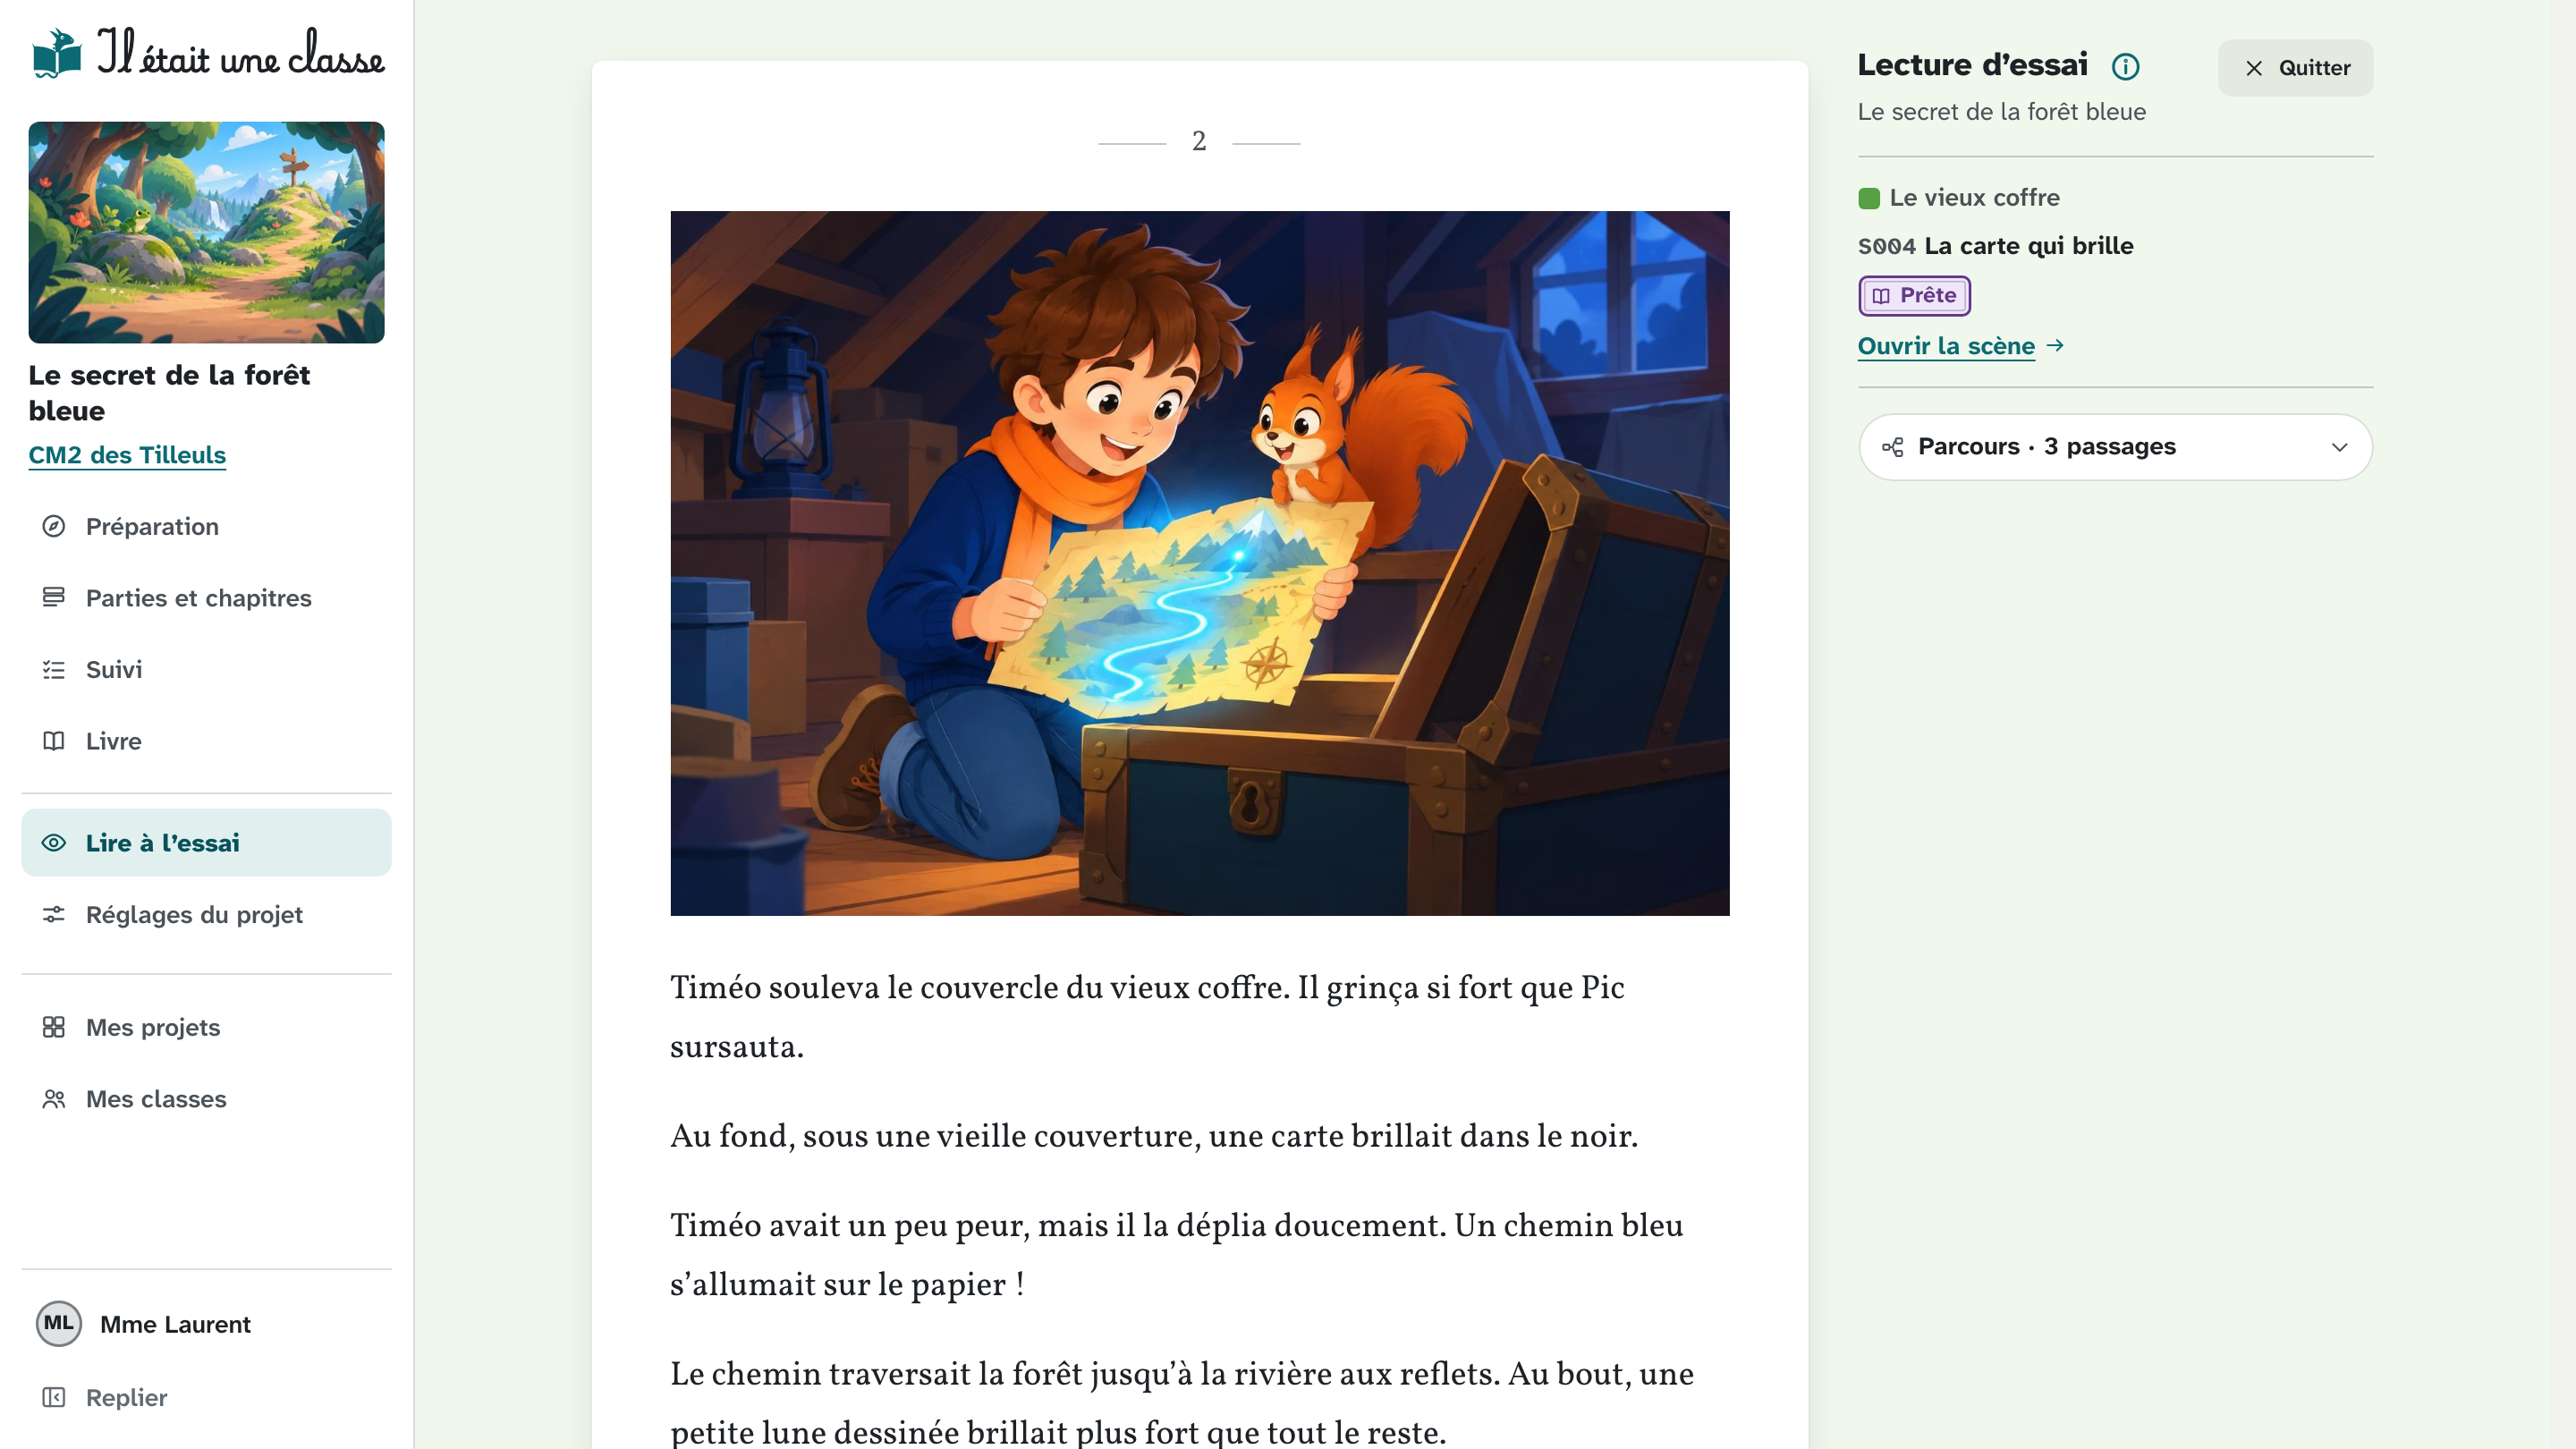 Il était une classe
Le secret de la forêt
bleue
CM2 des Tilleuls
Préparation
Parties et chapitres
Suivi
Livre
Lire à l’essai
Réglages du projet
Mes projets
Mes classes
ML Mme Laurent
Replier
2
Timéo souleva le couvercle du vieux coffre. Il grinça si fort que Pic
sursauta.
Au fond, sous une vieille couverture, une carte brillait dans le noir.
Timéo avait un peu peur, mais il la déplia doucement. Un chemin bleu
s’allumait sur le papier !
Le chemin traversait la forêt jusqu’à la rivière aux reflets. Au bout, une
petite lune dessinée brillait plus fort que tout le reste.
Lecture d’essai
Quitter
Le secret de la forêt bleue
Le vieux coffre
S004 La carte qui brille
Prête
Ouvrir la scène →
Parcours · 3 passages